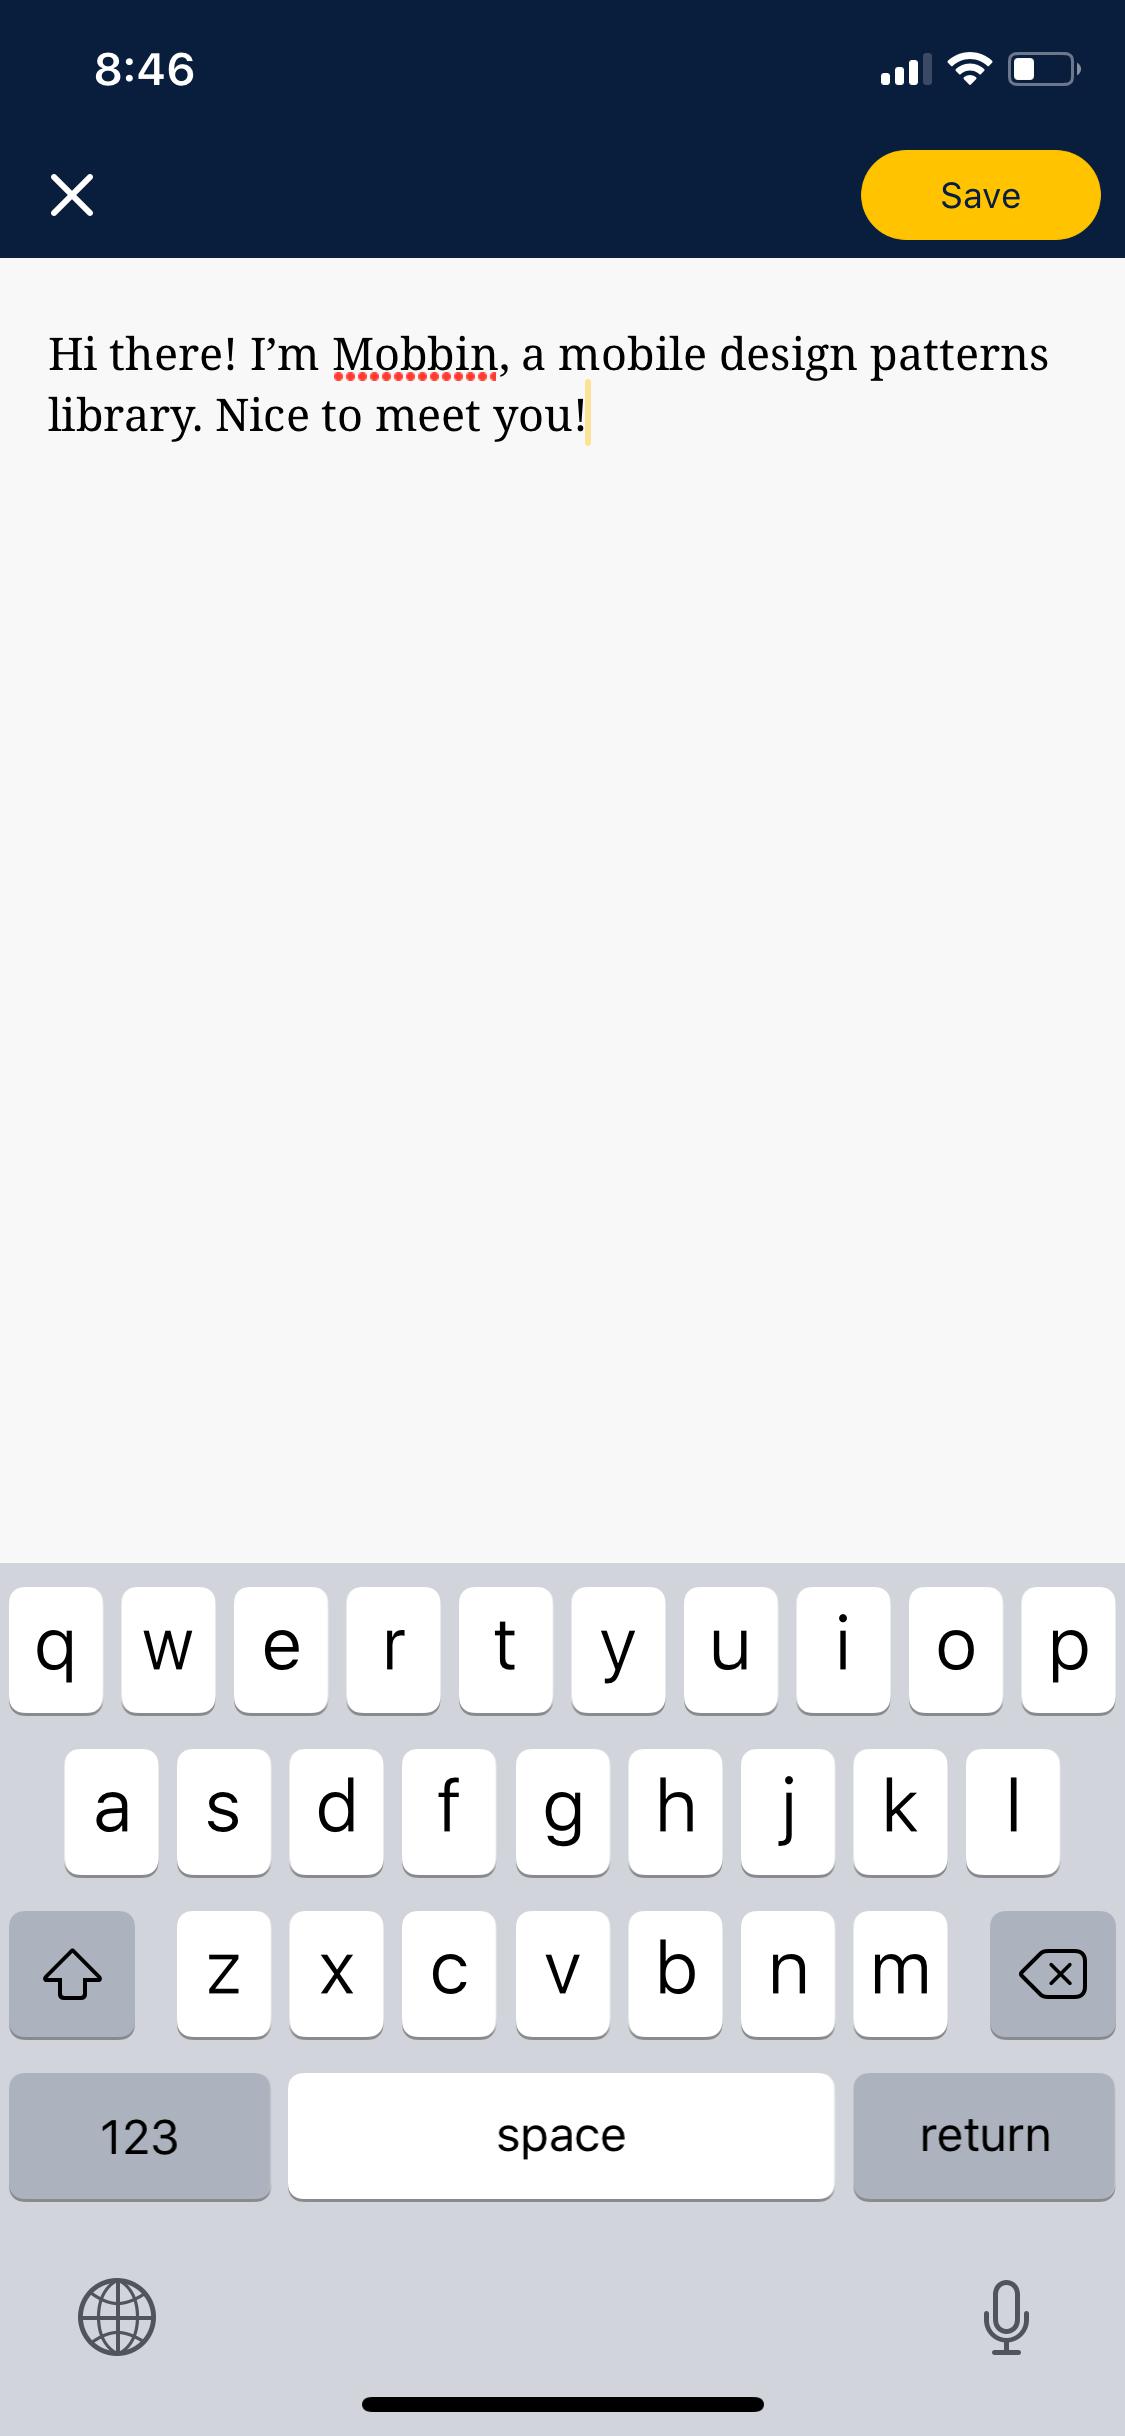 8:46
Save
Hi there! I’m Mobbin, a mobile design patterns
library. Nice to meet you!
q w e r t y u i o p
a s d f g h j k l
z x c v b n m
123 space return